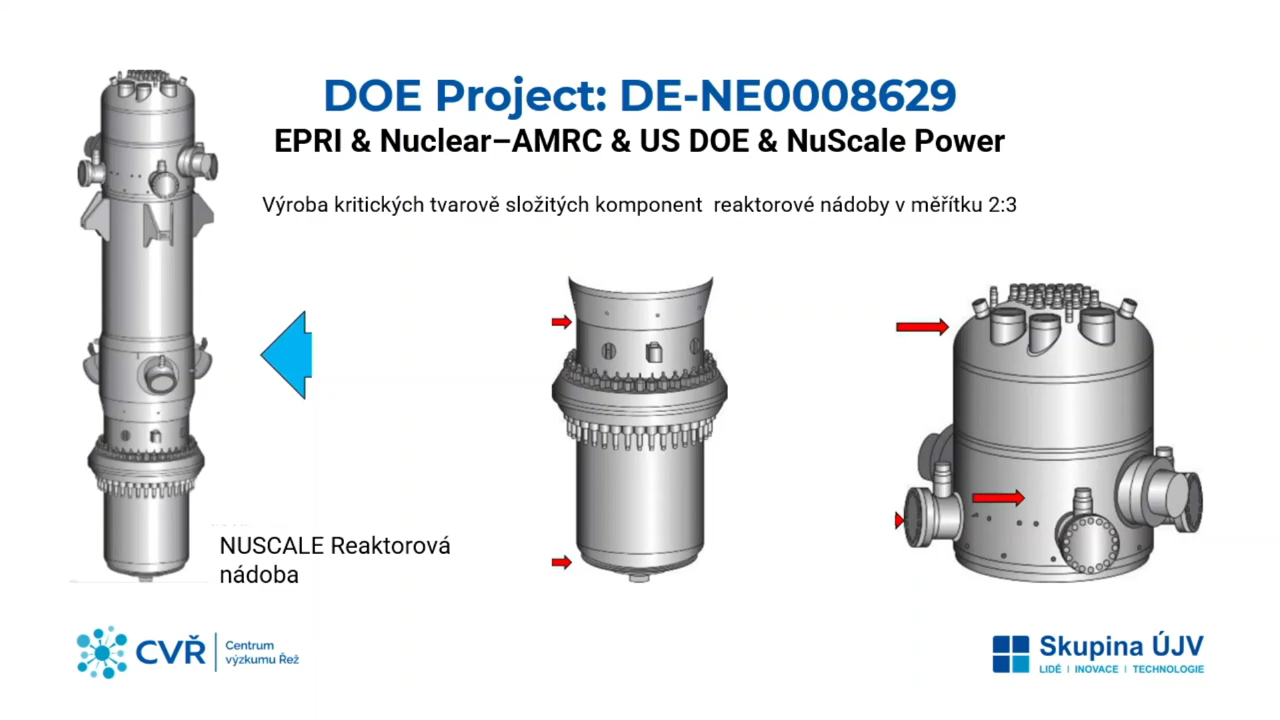 DOE Project: DE-NE0008629
EPRI & Nuclear–AMRC & US DOE & NuScale Power
Výroba kritických tvarově složitých komponent  reaktorové nádoby v měřítku 2:3
NUSCALE Reaktorová
nádoba
CVŘ
Centrum
výzkumu Řež
Skupina ÚJV
LIDÉ | INOVACE | TECHNOLOGIE